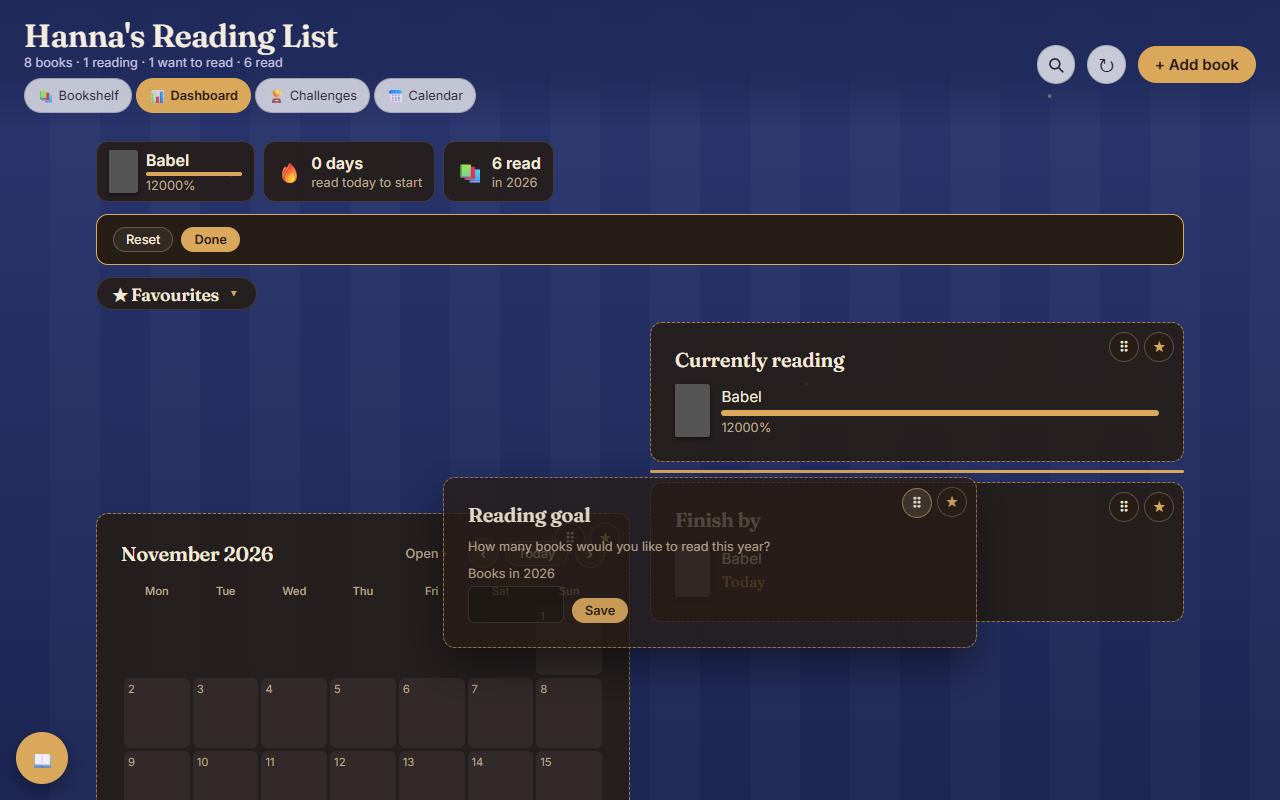 Hanna's Reading List
8 books · 1 reading · 1 want to read · 6 read
Bookshelf
Dashboard
Challenges
Calendar
+ Add book
Babel
12000%
0 days
read today to start
6 read
in 2026
Reset
Done
★ Favourites
Currently reading
Babel
12000%
Reading goal
How many books would you like to read this year?
Books in 2026
Save
Finish by
Babel
Today
November 2026
Open
Today
Mon Tue Wed Thu Fri Sat Sun
1
2 3 4 5 6 7 8
9 10 11 12 13 14 15